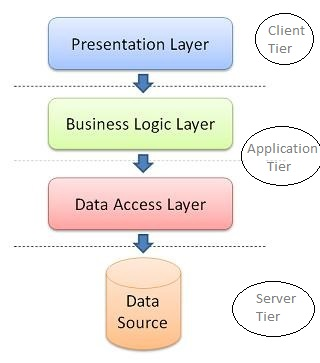 Presentation Layer
Client
Tier
Business Logic Layer
Application
Tier
Data Access Layer
Data
Source
Server
Tier